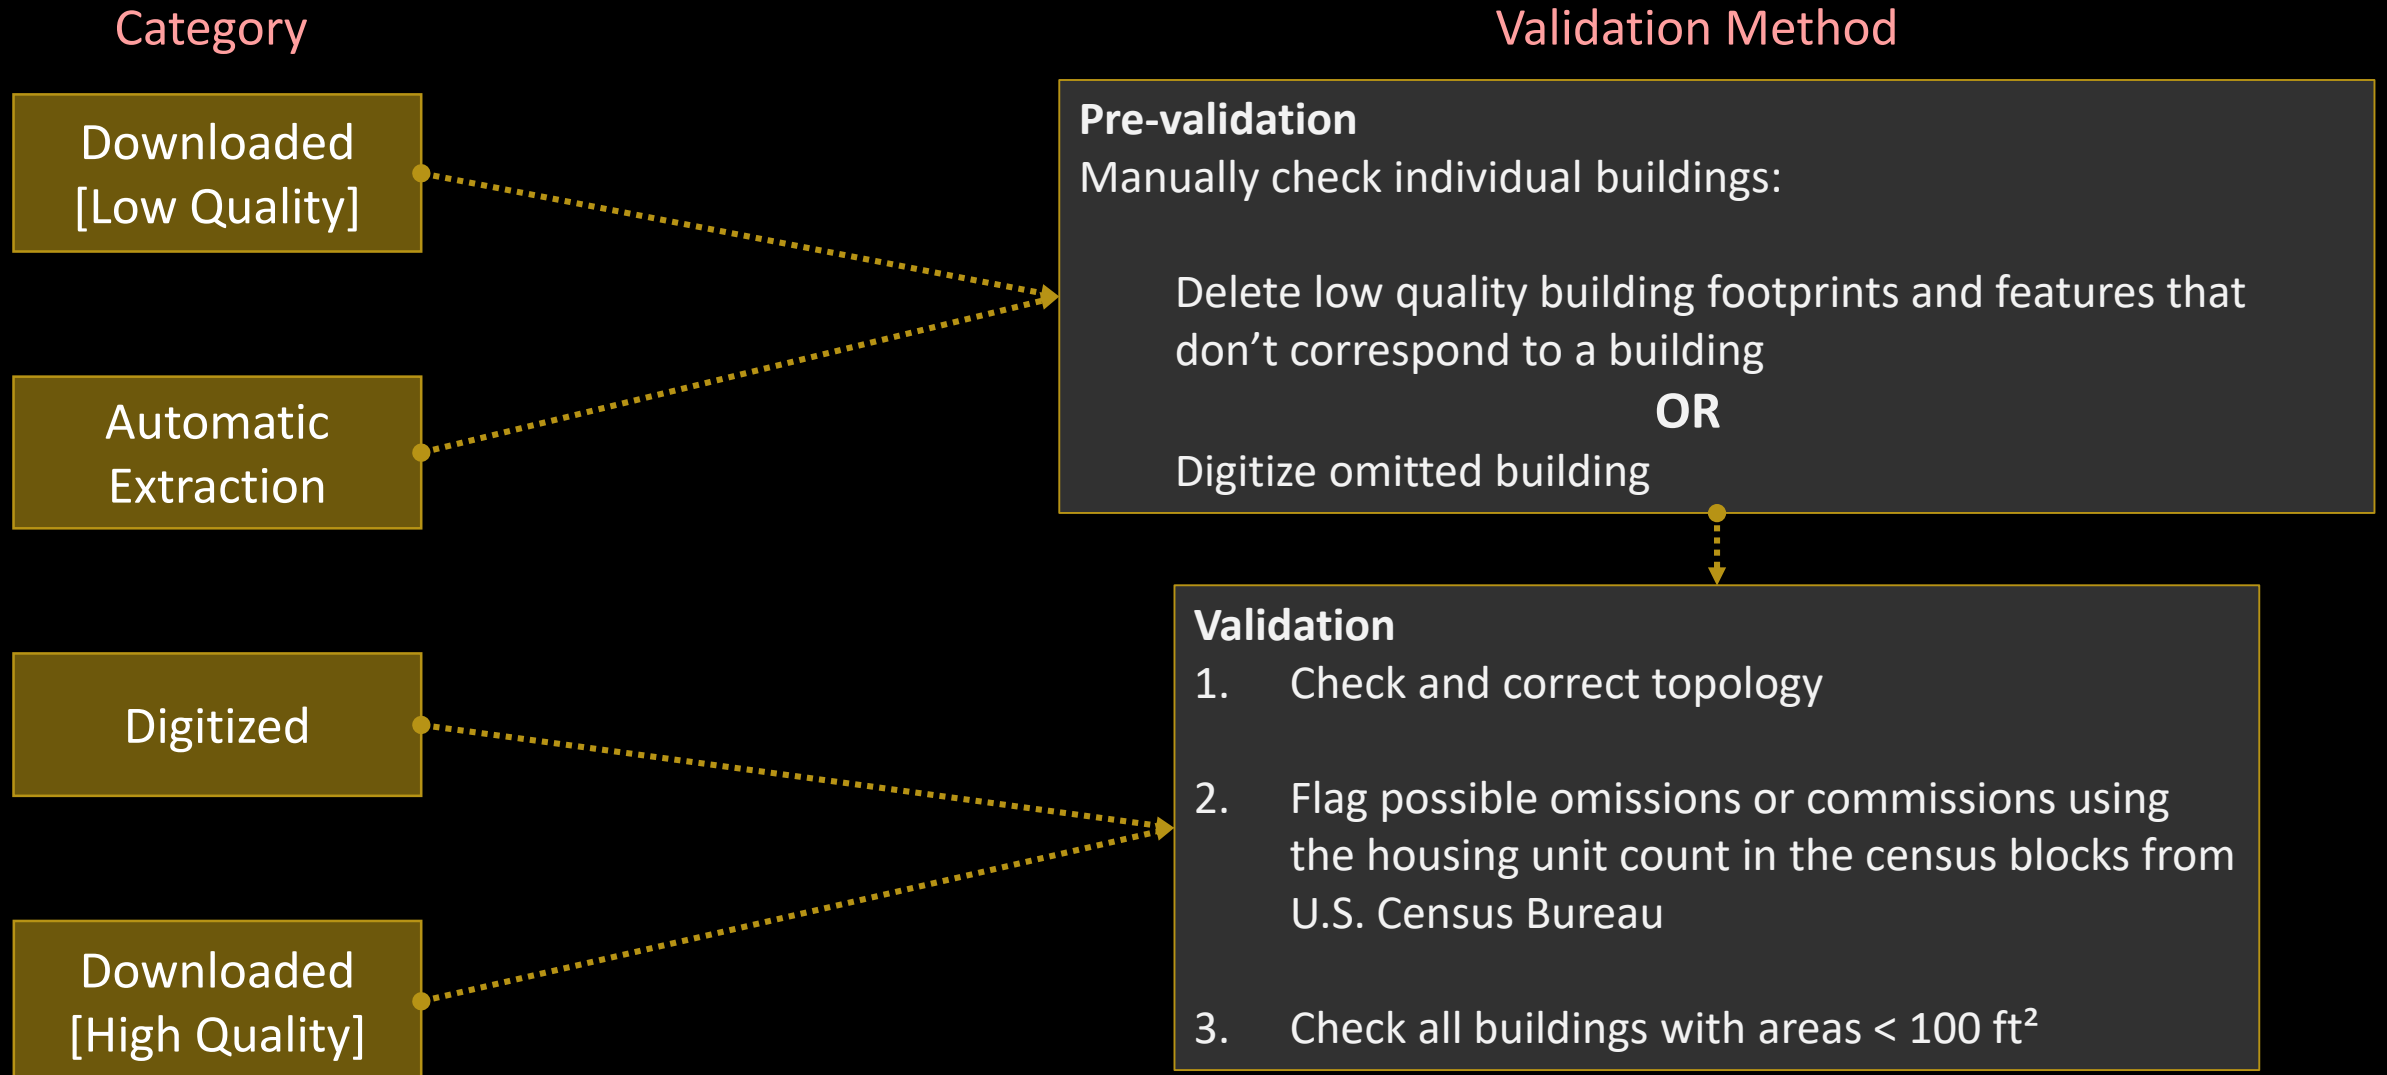 Category
Validation Method
Downloaded
[Low Quality]
Automatic
Extraction
Digitized
Downloaded
[High Quality]
Pre-validation
Manually check individual buildings:
Delete low quality building footprints and features that
don’t correspond to a building
OR
Digitize omitted building
Validation
1. Check and correct topology
2. Flag possible omissions or commissions using
the housing unit count in the census blocks from
U.S. Census Bureau
3. Check all buildings with areas < 100 ft²